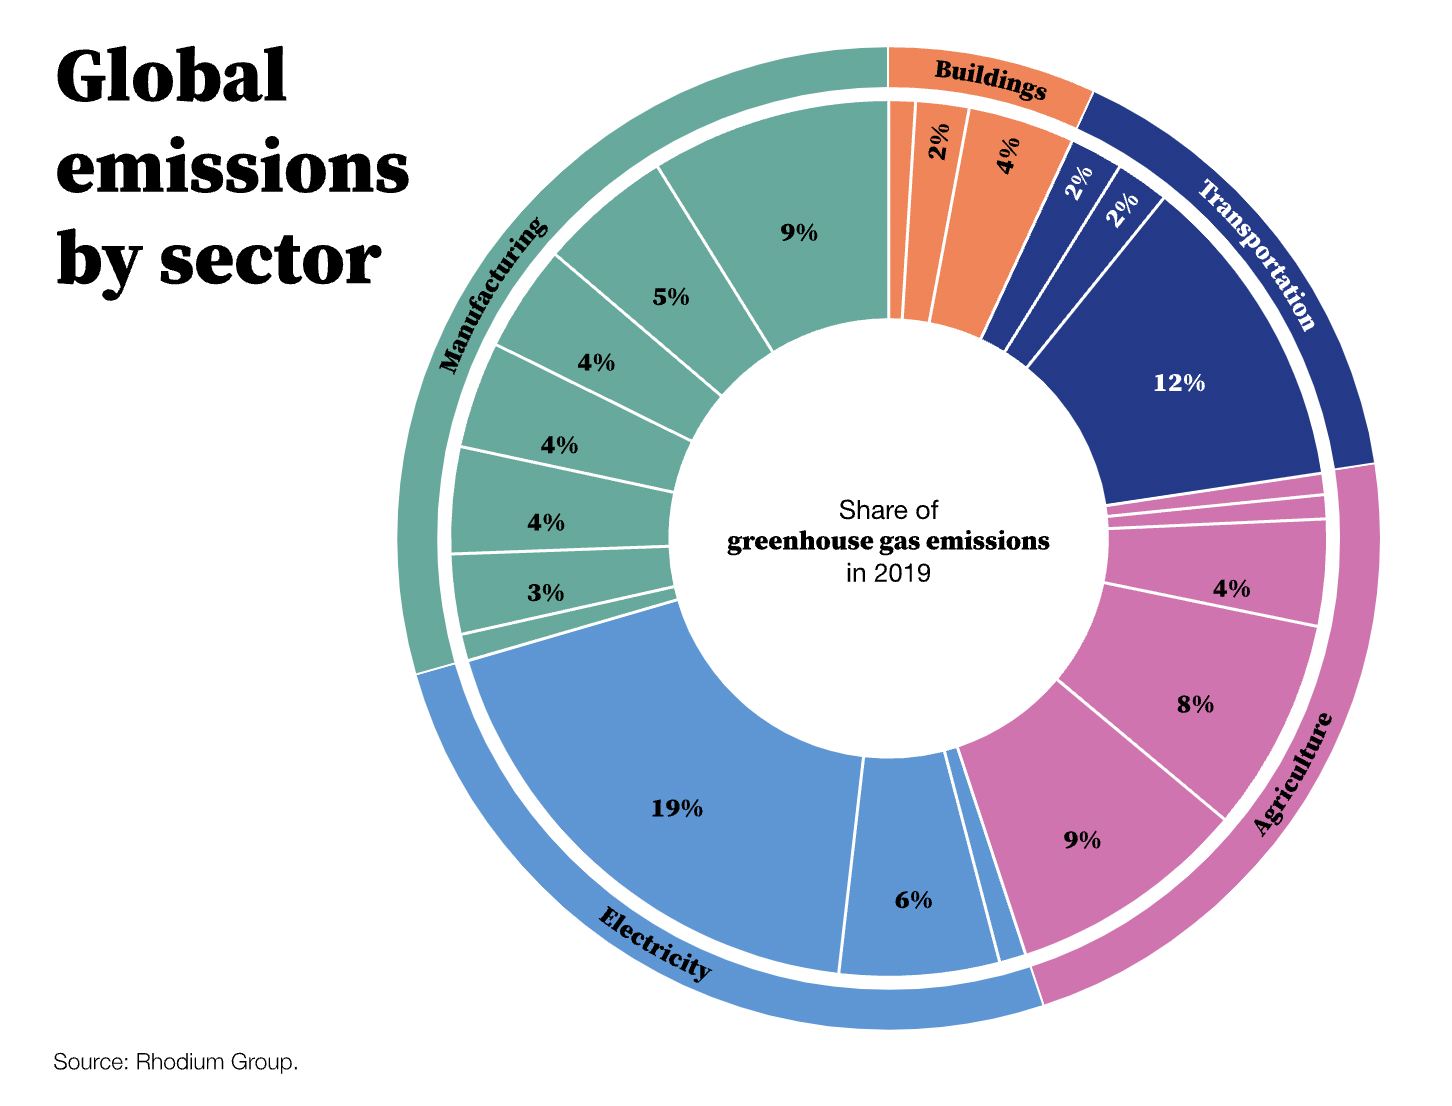 Global
emissions
by sector
Buildings
2%
4%
Transportation
2%
2%
12%
Agriculture
4%
8%
9%
Electricity
6%
19%
Manufacturing
3%
4%
4%
4%
5%
9%
Share of
greenhouse gas emissions
in 2019
Source: Rhodium Group.